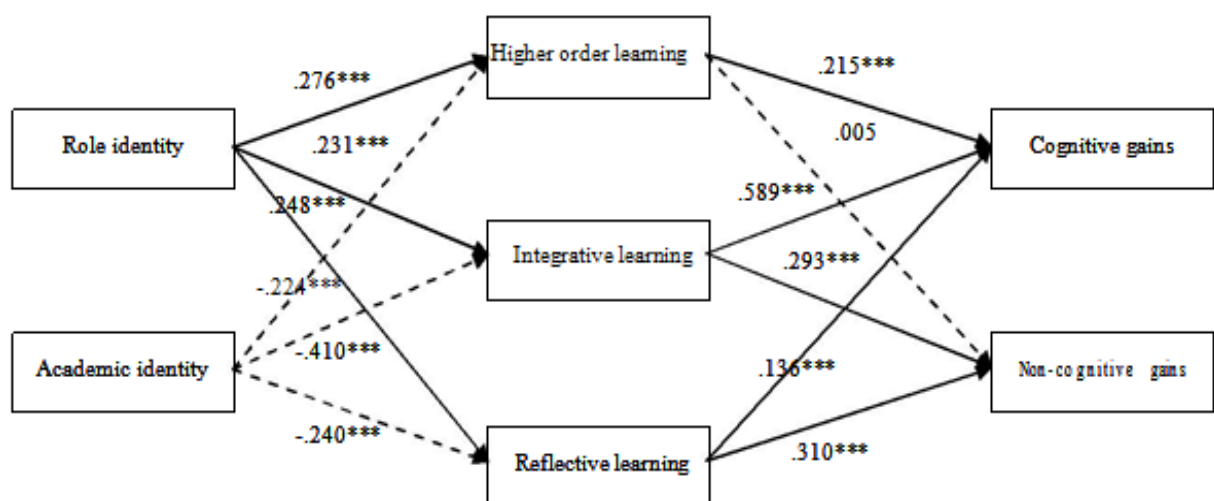 Higher order learning
.276***
.215***
Role identity
.231***
.005
Cognitive gains
.248***
.589***
Integrative learning
.293***
-.224***
Academic identity
-.410***
.136***
Non-cognitive gains
-.240***
.310***
Reflective learning